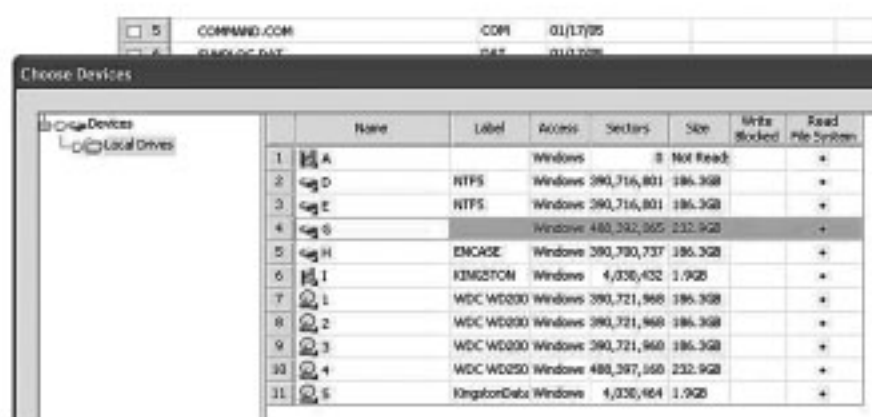 5 COMMAND.COM COM 01/17/05
6
Choose Devices
Devices
Local Drives
Name Label Access Sectors Size Write Blocked Read File System
1 A Windows 0 Not Read
2 D NTFS Windows 390,716,801 186.3GB
3 E NTFS Windows 390,716,801 186.3GB
4 G Windows 488,392,065 232.9GB
5 H ENCASE Windows 390,700,737 186.3GB
6 I KINGSTON Windows 4,030,432 1.9GB
7 1 WDC WD200 Windows 390,721,968 186.3GB
8 2 WDC WD200 Windows 390,721,968 186.3GB
9 3 WDC WD200 Windows 390,721,968 186.3GB
10 4 WDC WD250 Windows 488,397,168 232.9GB
11 5 KingstonData Windows 4,030,464 1.9GB